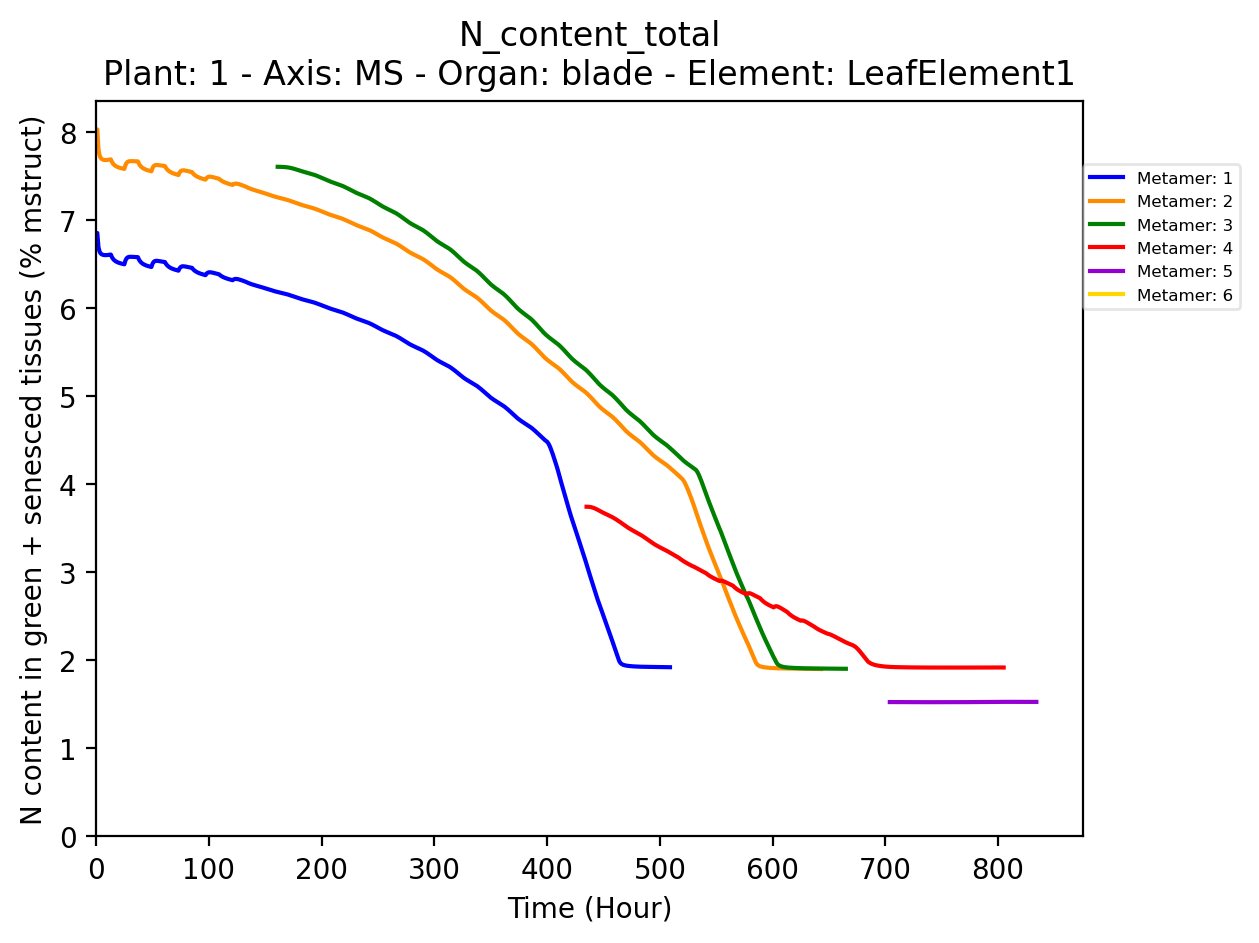 N_content_total
Plant: 1 - Axis: MS - Organ: blade - Element: LeafElement1
N content in green + senesced tissues (% mstruct)
8
7
6
5
4
3
2
1
0
0 100 200 300 400 500 600 700 800
Time (Hour)
Metamer: 1
Metamer: 2
Metamer: 3
Metamer: 4
Metamer: 5
Metamer: 6